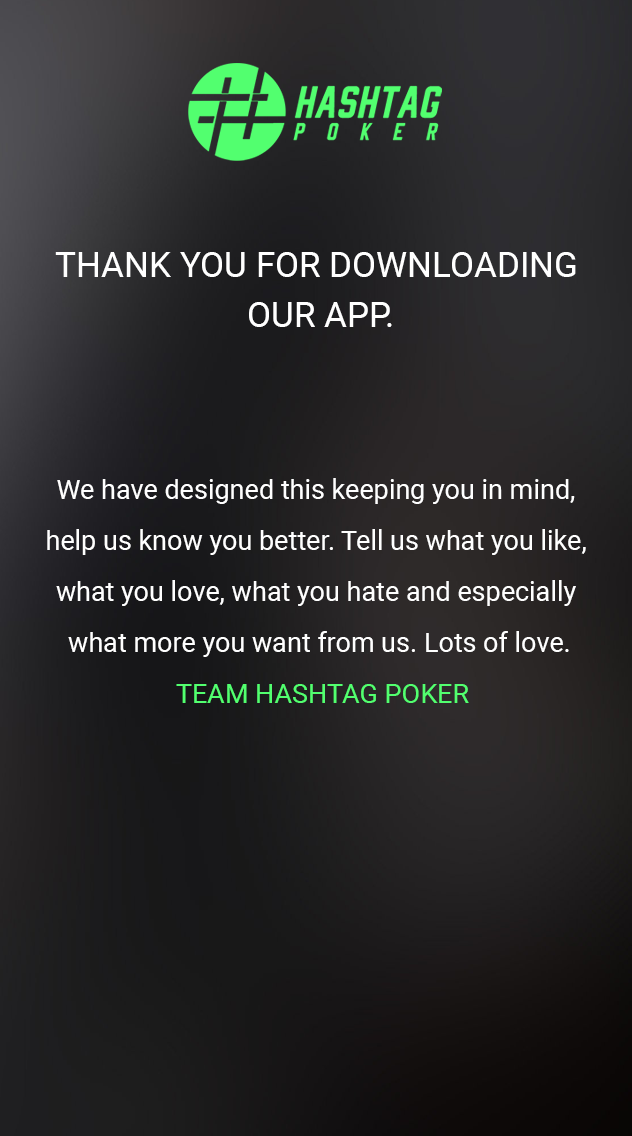 HASHTAG
POKER
THANK YOU FOR DOWNLOADING
OUR APP.
We have designed this keeping you in mind,
help us know you better. Tell us what you like,
what you love, what you hate and especially
what more you want from us. Lots of love.
TEAM HASHTAG POKER